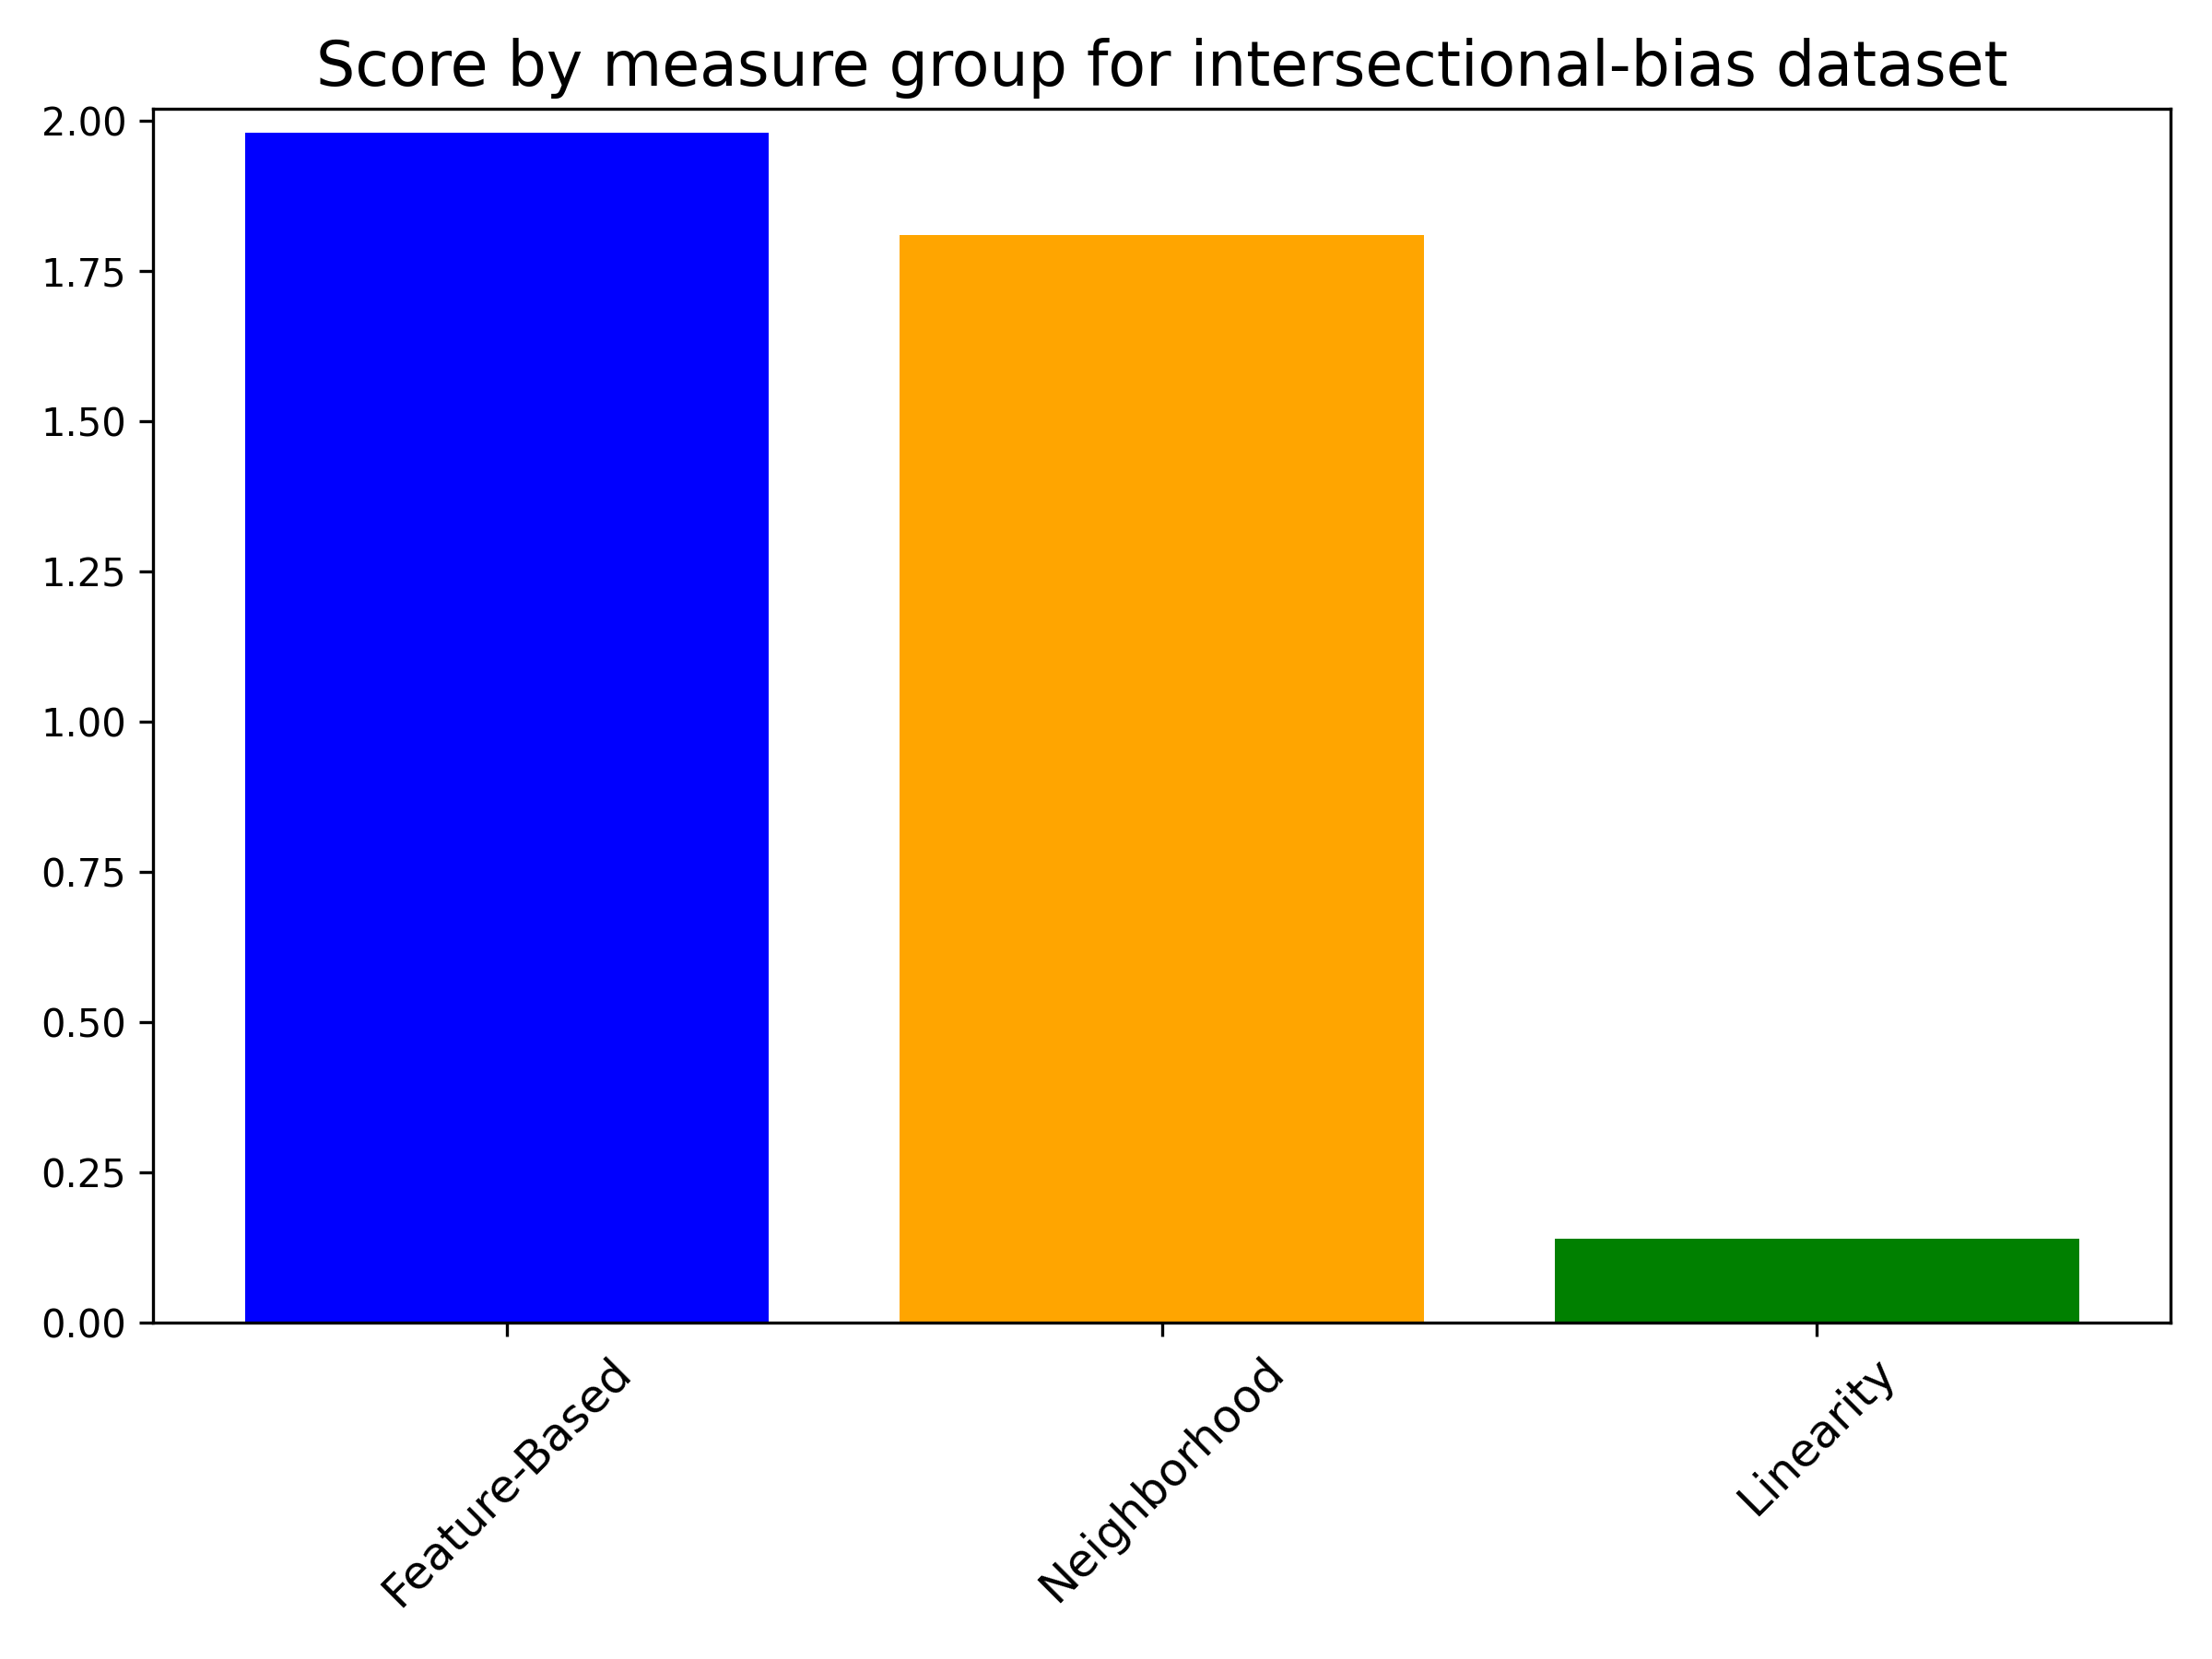 Score by measure group for intersectional-bias dataset
2.00
1.75
1.50
1.25
1.00
0.75
0.50
0.25
0.00
Feature-Based
Neighborhood
Linearity